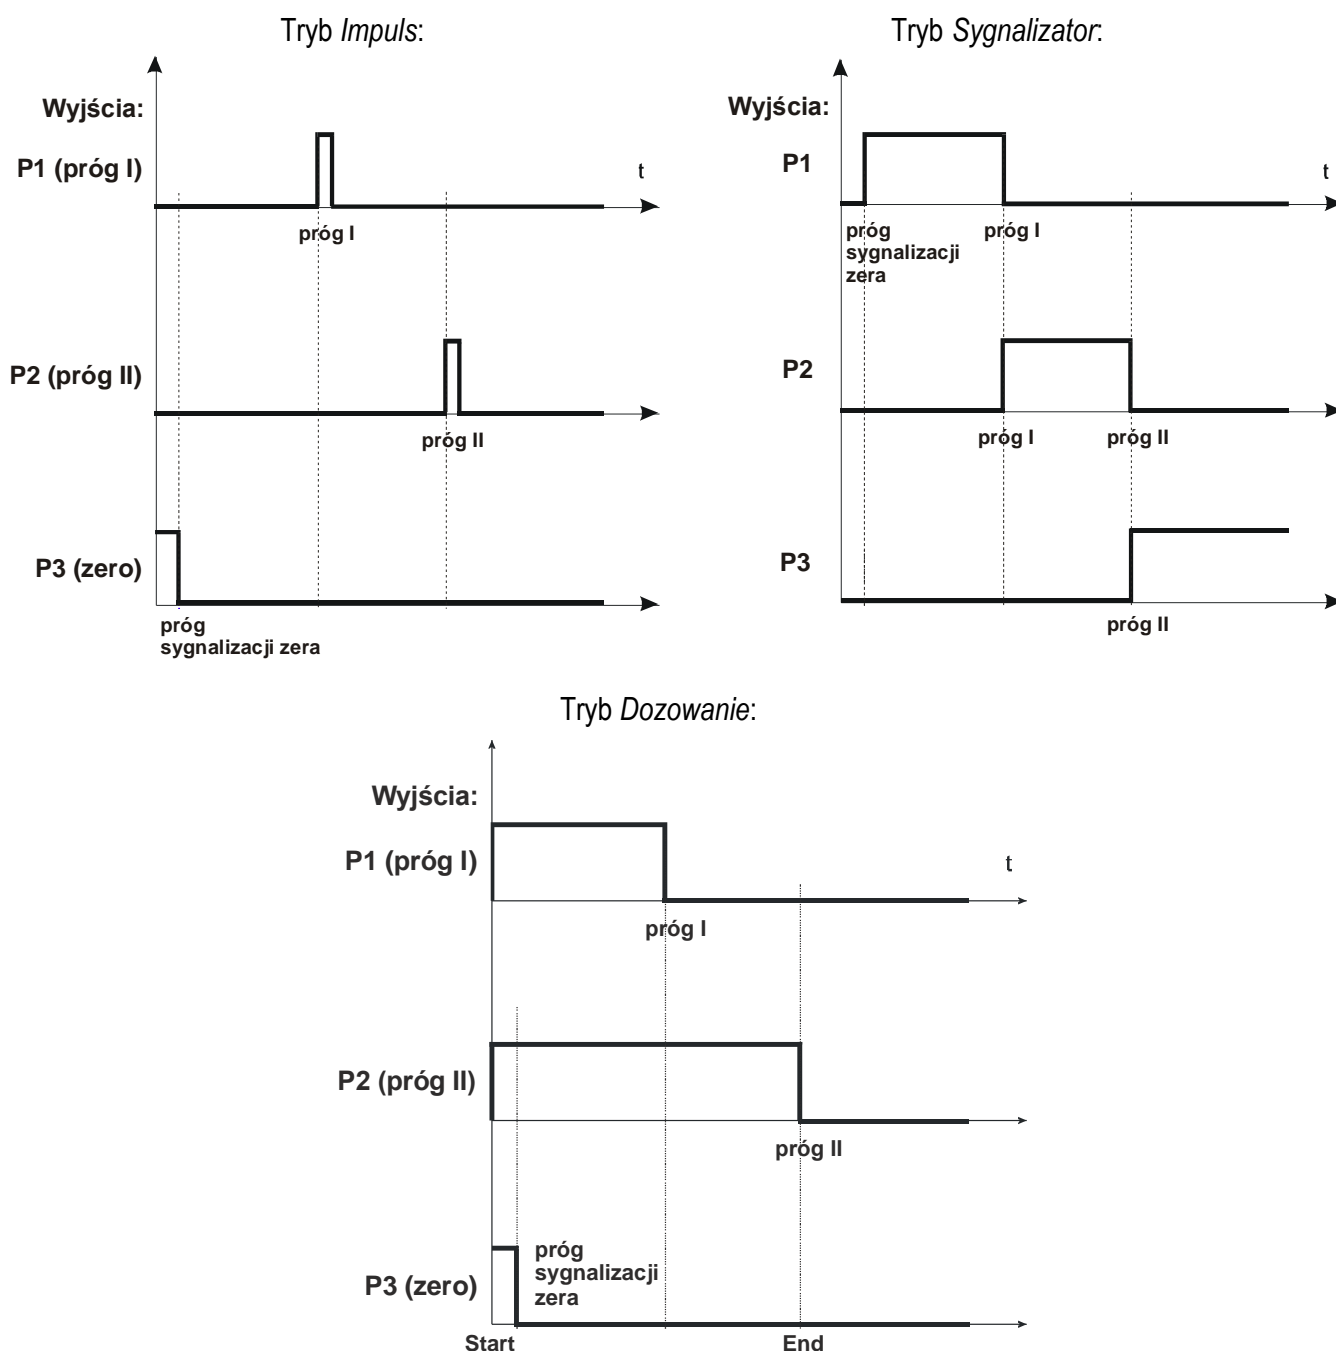 Tryb Impuls:
Wyjścia:
P1 (próg I)
t
próg I
P2 (próg II)
próg II
P3 (zero)
próg
sygnalizacji zera
Tryb Sygnalizator:
Wyjścia:
P1
t
próg
sygnalizacji
zera
próg I
P2
próg I
próg II
P3
próg II
Tryb Dozowanie:
Wyjścia:
P1 (próg I)
t
próg I
P2 (próg II)
próg II
próg
sygnalizacji
zera
P3 (zero)
Start
End